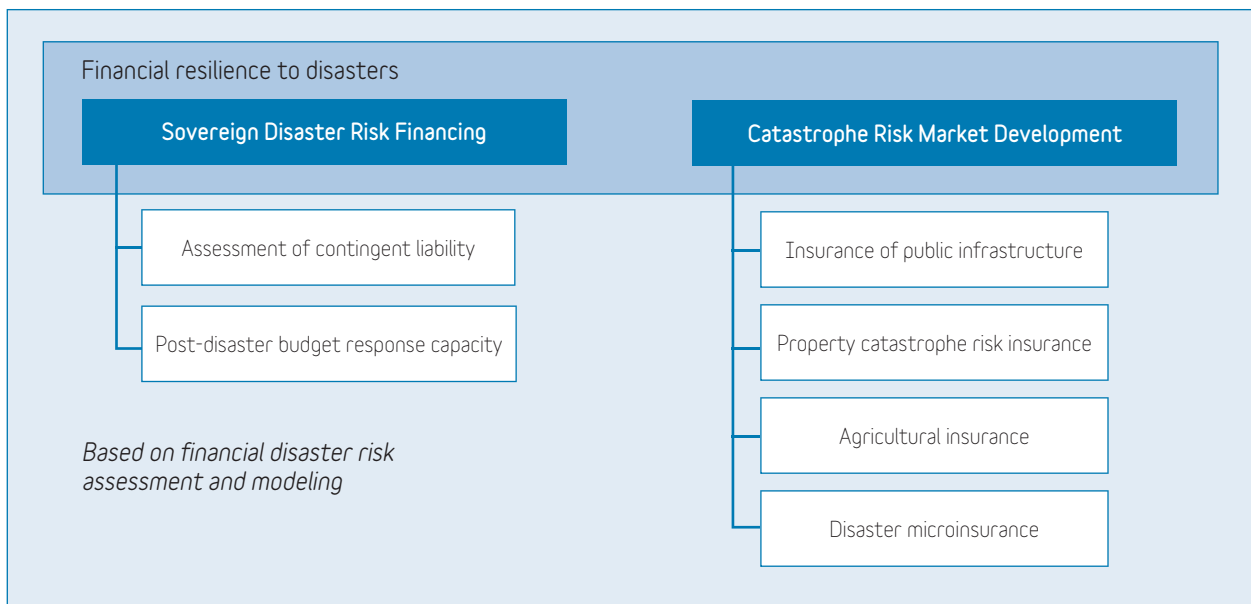 Financial resilience to disasters
Sovereign Disaster Risk Financing
Assessment of contingent liability
Post-disaster budget response capacity
Based on financial disaster risk
assessment and modeling
Catastrophe Risk Market Development
Insurance of public infrastructure
Property catastrophe risk insurance
Agricultural insurance
Disaster microinsurance